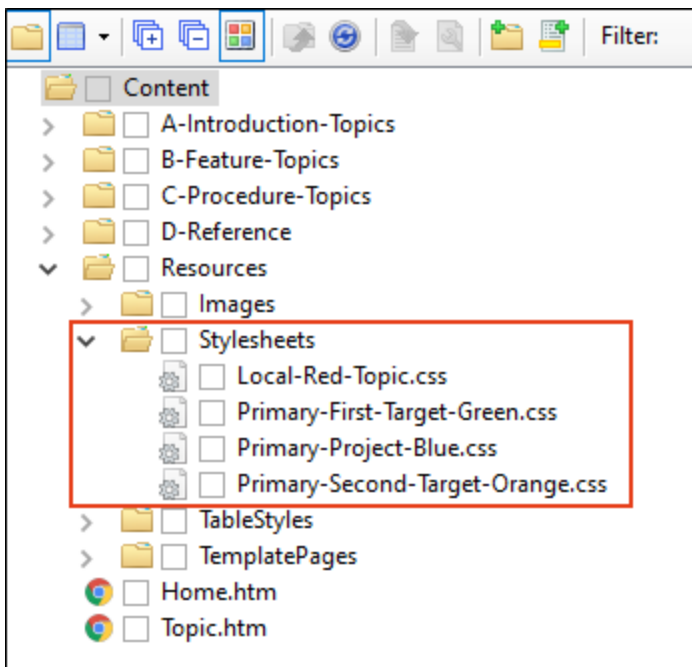 Filter:
Content
A-Introduction-Topics
B-Feature-Topics
C-Procedure-Topics
D-Reference
Resources
Images
Stylesheets
Local-Red-Topic.css
Primary-First-Target-Green.css
Primary-Project-Blue.css
Primary-Second-Target-Orange.css
TableStyles
TemplatePages
Home.htm
Topic.htm